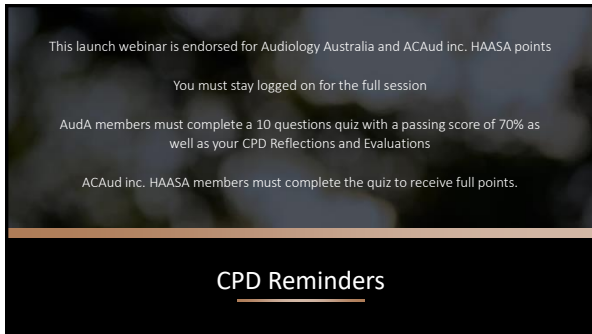 This launch webinar is endorsed for Audiology Australia and ACAud inc. HAASA points
You must stay logged on for the full session
AudA members must complete a 10 questions quiz with a passing score of 70% as
well as your CPD Reflections and Evaluations
ACAud inc. HAASA members must complete the quiz to receive full points.
CPD Reminders